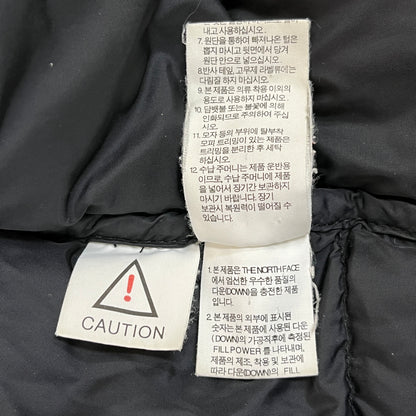 내고 사용하십시오.
7. 원단을 통하여 빠져나온 털은
뽑지 마시고 뒷면에서 당겨
원단 안으로 넣으십시오.
8. 반사 테잎, 고무제 라벨류에는
다림질 하지 마십시오.
9. 본 제품은 의류 착용 이외의
용도로 사용하지 마십시오.
10. 담뱃불 또는 불꽃에 의해
인화되므로 주의하여 주십
시오.
11. 모자 등의 부위에 탈부착
모피 트리밍이 있는 제품은
트리밍을 분리한 후 세탁
하십시오.
12. 수납 주머니는 제품 운반용
이므로, 수납 주머니에 제품
을 넣어서 장기간 보관하지
마시기 바랍니다. 장기
보관시 복원력이 떨어질 수
있습니다.
1. 본 제품은 THE NORTH FACE
에서 엄선한 우수한 품질의
다운(DOWN)을 충전한 제품
입니다.
2. 본 제품의 외부에 표시된
숫자는 본 제품에 사용된 다운
(DOWN)의 가공직후에 측정된
FILL POWER를 나타내며,
제품의 제조, 착용 및 보관에
따라 다운(DOWN)의 FILL
!
CAUTION